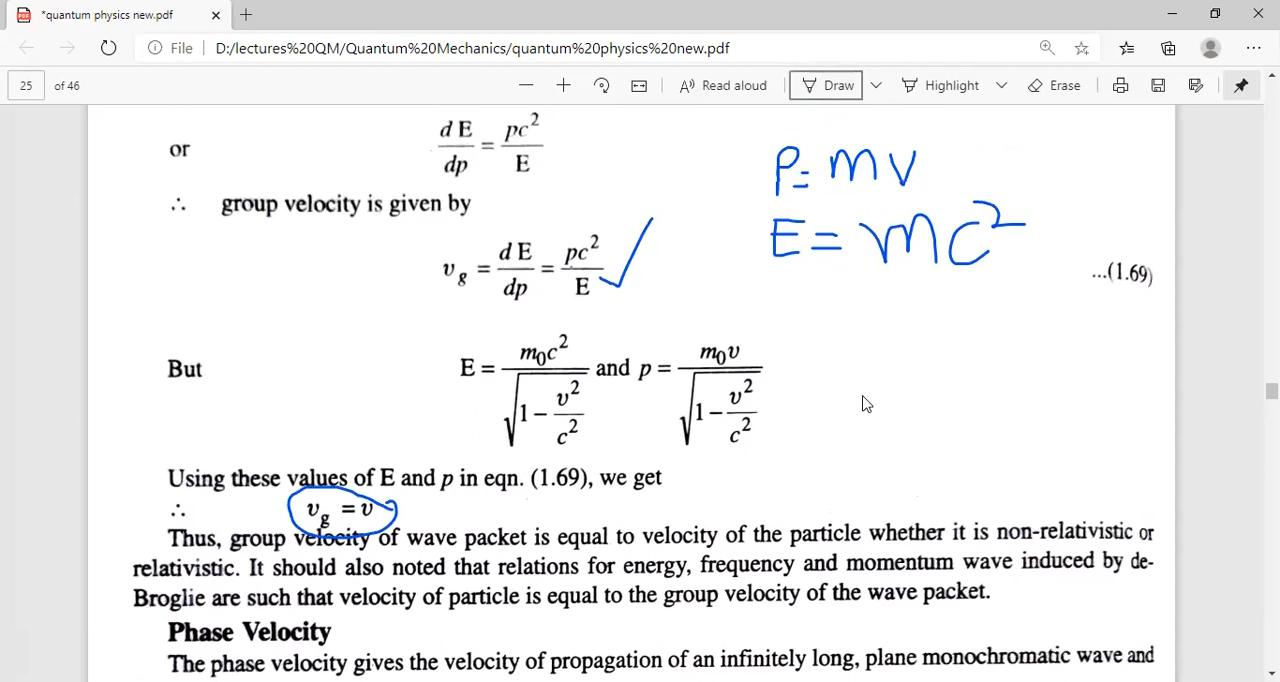 *quantum physics new.pdf
File D:/lectures%20QM/Quantum%20Mechanics/quantum%20physics%20new.pdf
25 of 46 Read aloud Draw Highlight Erase
or dE/dp = pc²/E
P = mv
∴ group velocity is given by
E = mc²
υg = dE/dp = pc²/E ✓ ...(1.69)
But E = m₀c²/√(1 − υ²/c²) and p = m₀υ/√(1 − υ²/c²)
Using these values of E and p in eqn. (1.69), we get
∴ υg = υ
Thus, group velocity of wave packet is equal to velocity of the particle whether it is non-relativistic or
relativistic. It should also noted that relations for energy, frequency and momentum wave induced by de-
Broglie are such that velocity of particle is equal to the group velocity of the wave packet.
Phase Velocity
The phase velocity gives the velocity of propagation of an infinitely long, plane monochromatic wave and